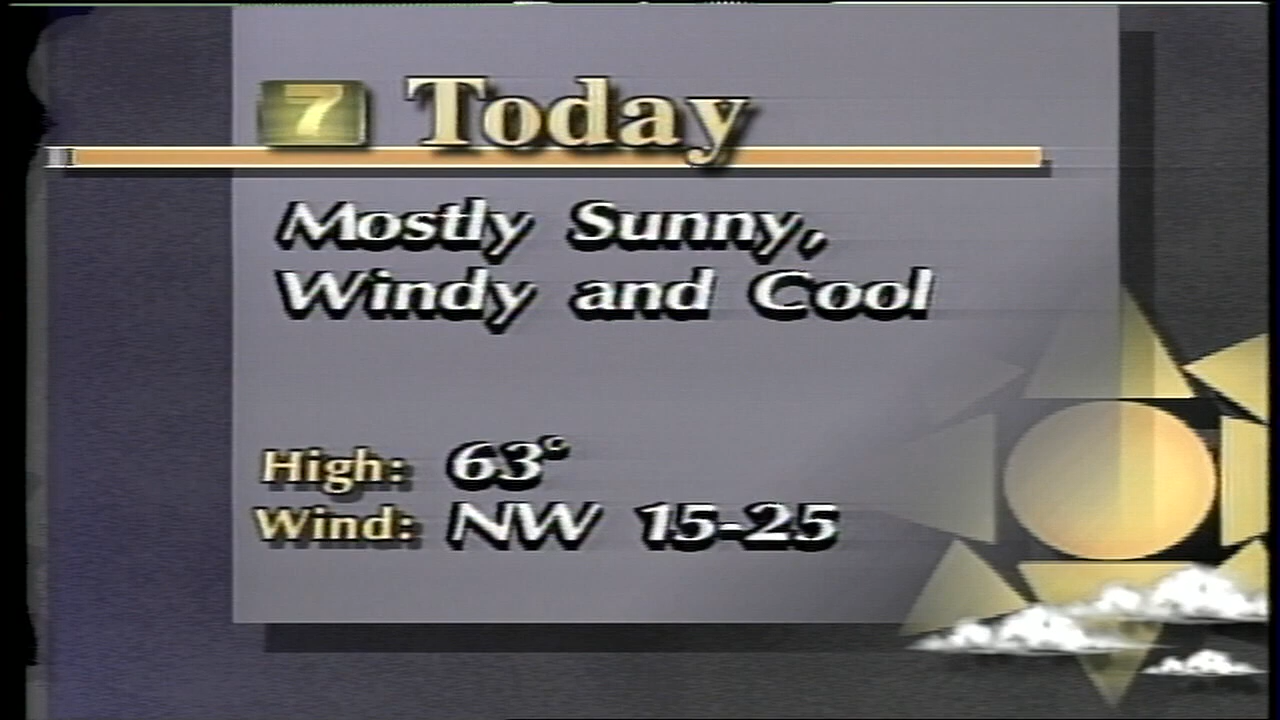 7 Today
Mostly Sunny,
Windy and Cool
High: 63°
Wind: NW 15-25